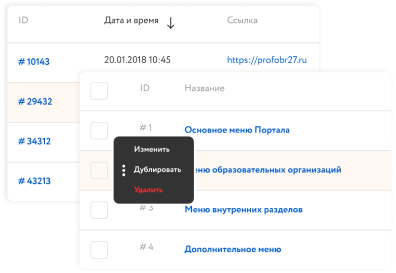 ID Дата и время Ссылка
# 10143 20.01.2018 10:45 https://profobr27.ru
# 29432
# 34312
# 43213
ID Название
# 1 Основное меню Портала
Изменить
Дублировать
Удалить
еню образовательных организаций
# 3 Меню внутренних разделов
# 4 Дополнительное меню